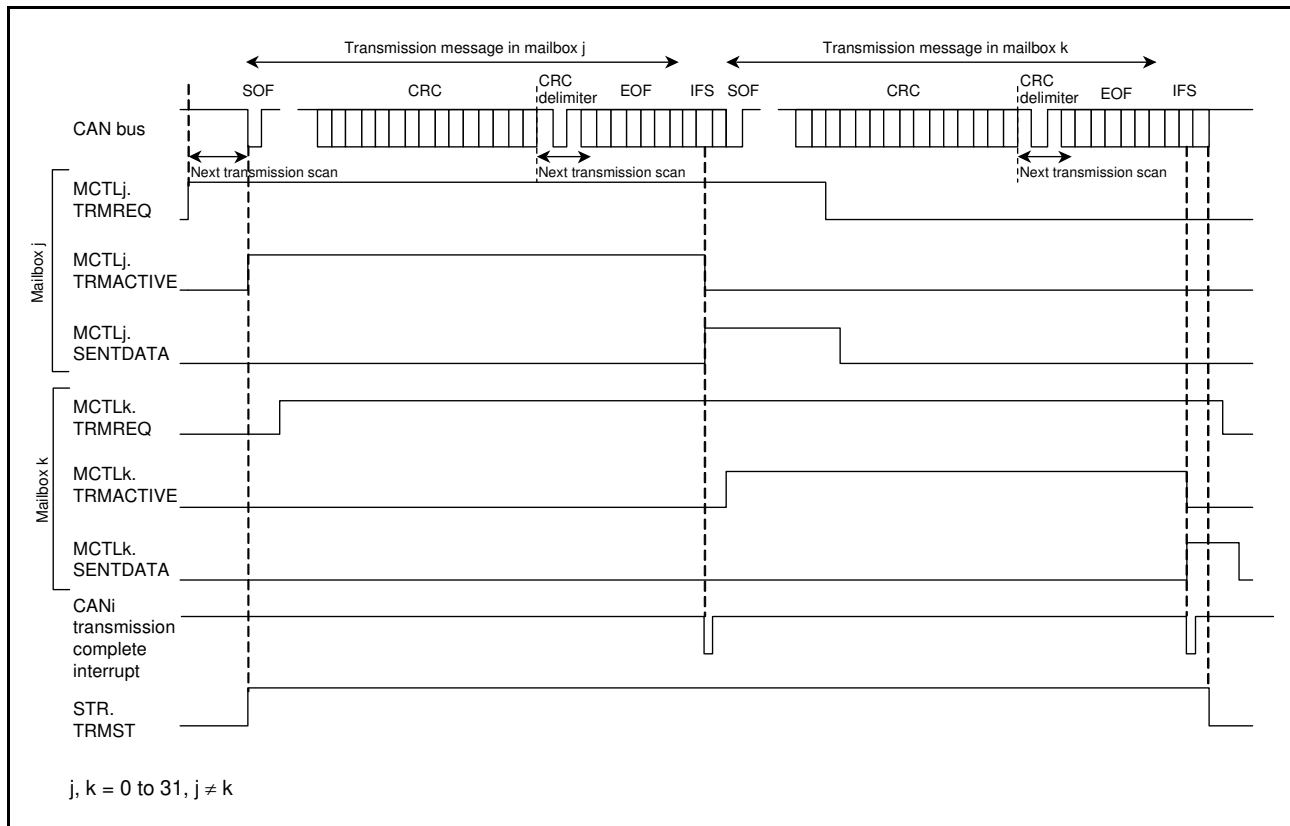 Transmission message in mailbox j
Transmission message in mailbox k
SOF
CRC
CRC delimiter
EOF
IFS
SOF
CRC
CRC delimiter
EOF
IFS
CAN bus
Next transmission scan
Next transmission scan
Next transmission scan
Mailbox j
MCTLj.
TRMREQ
MCTLj.
TRMACTIVE
MCTLj.
SENTDATA
Mailbox k
MCTLk.
TRMREQ
MCTLk.
TRMACTIVE
MCTLk.
SENTDATA
CANi
transmission
complete
interrupt
STR.
TRMST
j, k = 0 to 31, j ≠ k